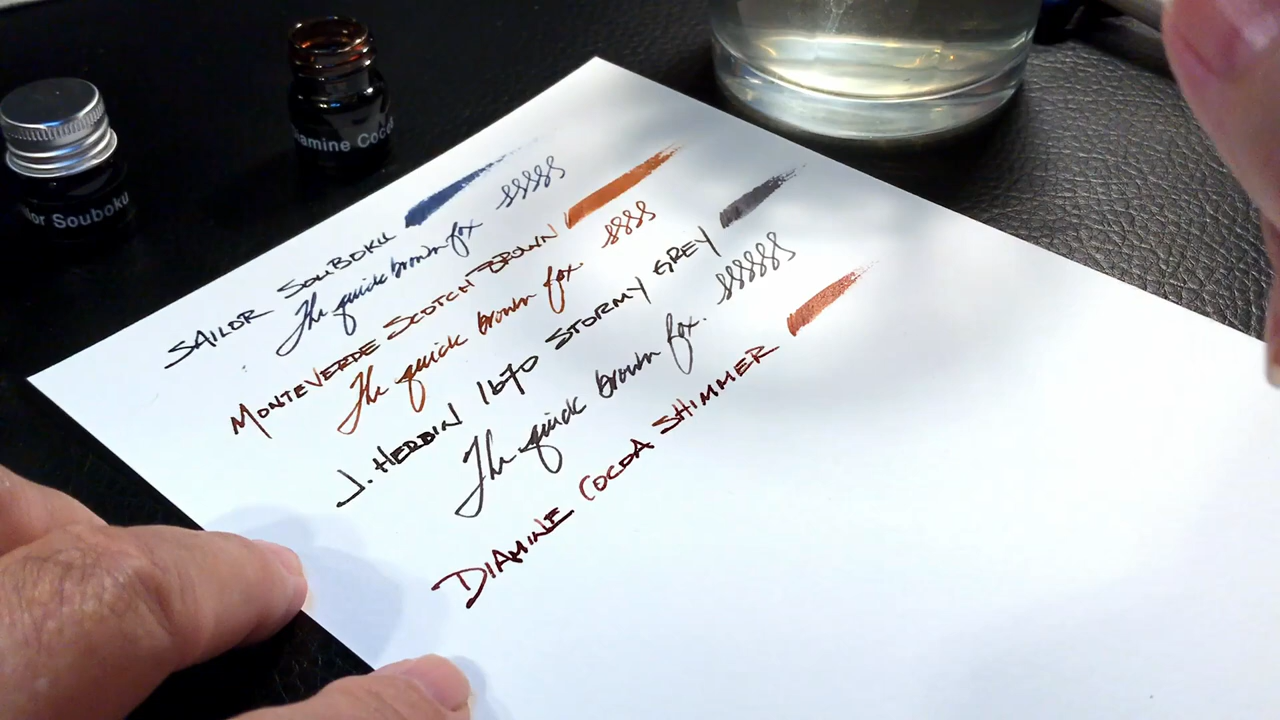 amine Coco
lor Souboku
SAILOR SOUBOKU
The quick brown fox
MONTEVERDE SCOTCH BROWN
The quick brown fox.
J. HERBIN 1670 STORMY GREY
The quick brown fox.
DIAMINE COCOA SHIMMER